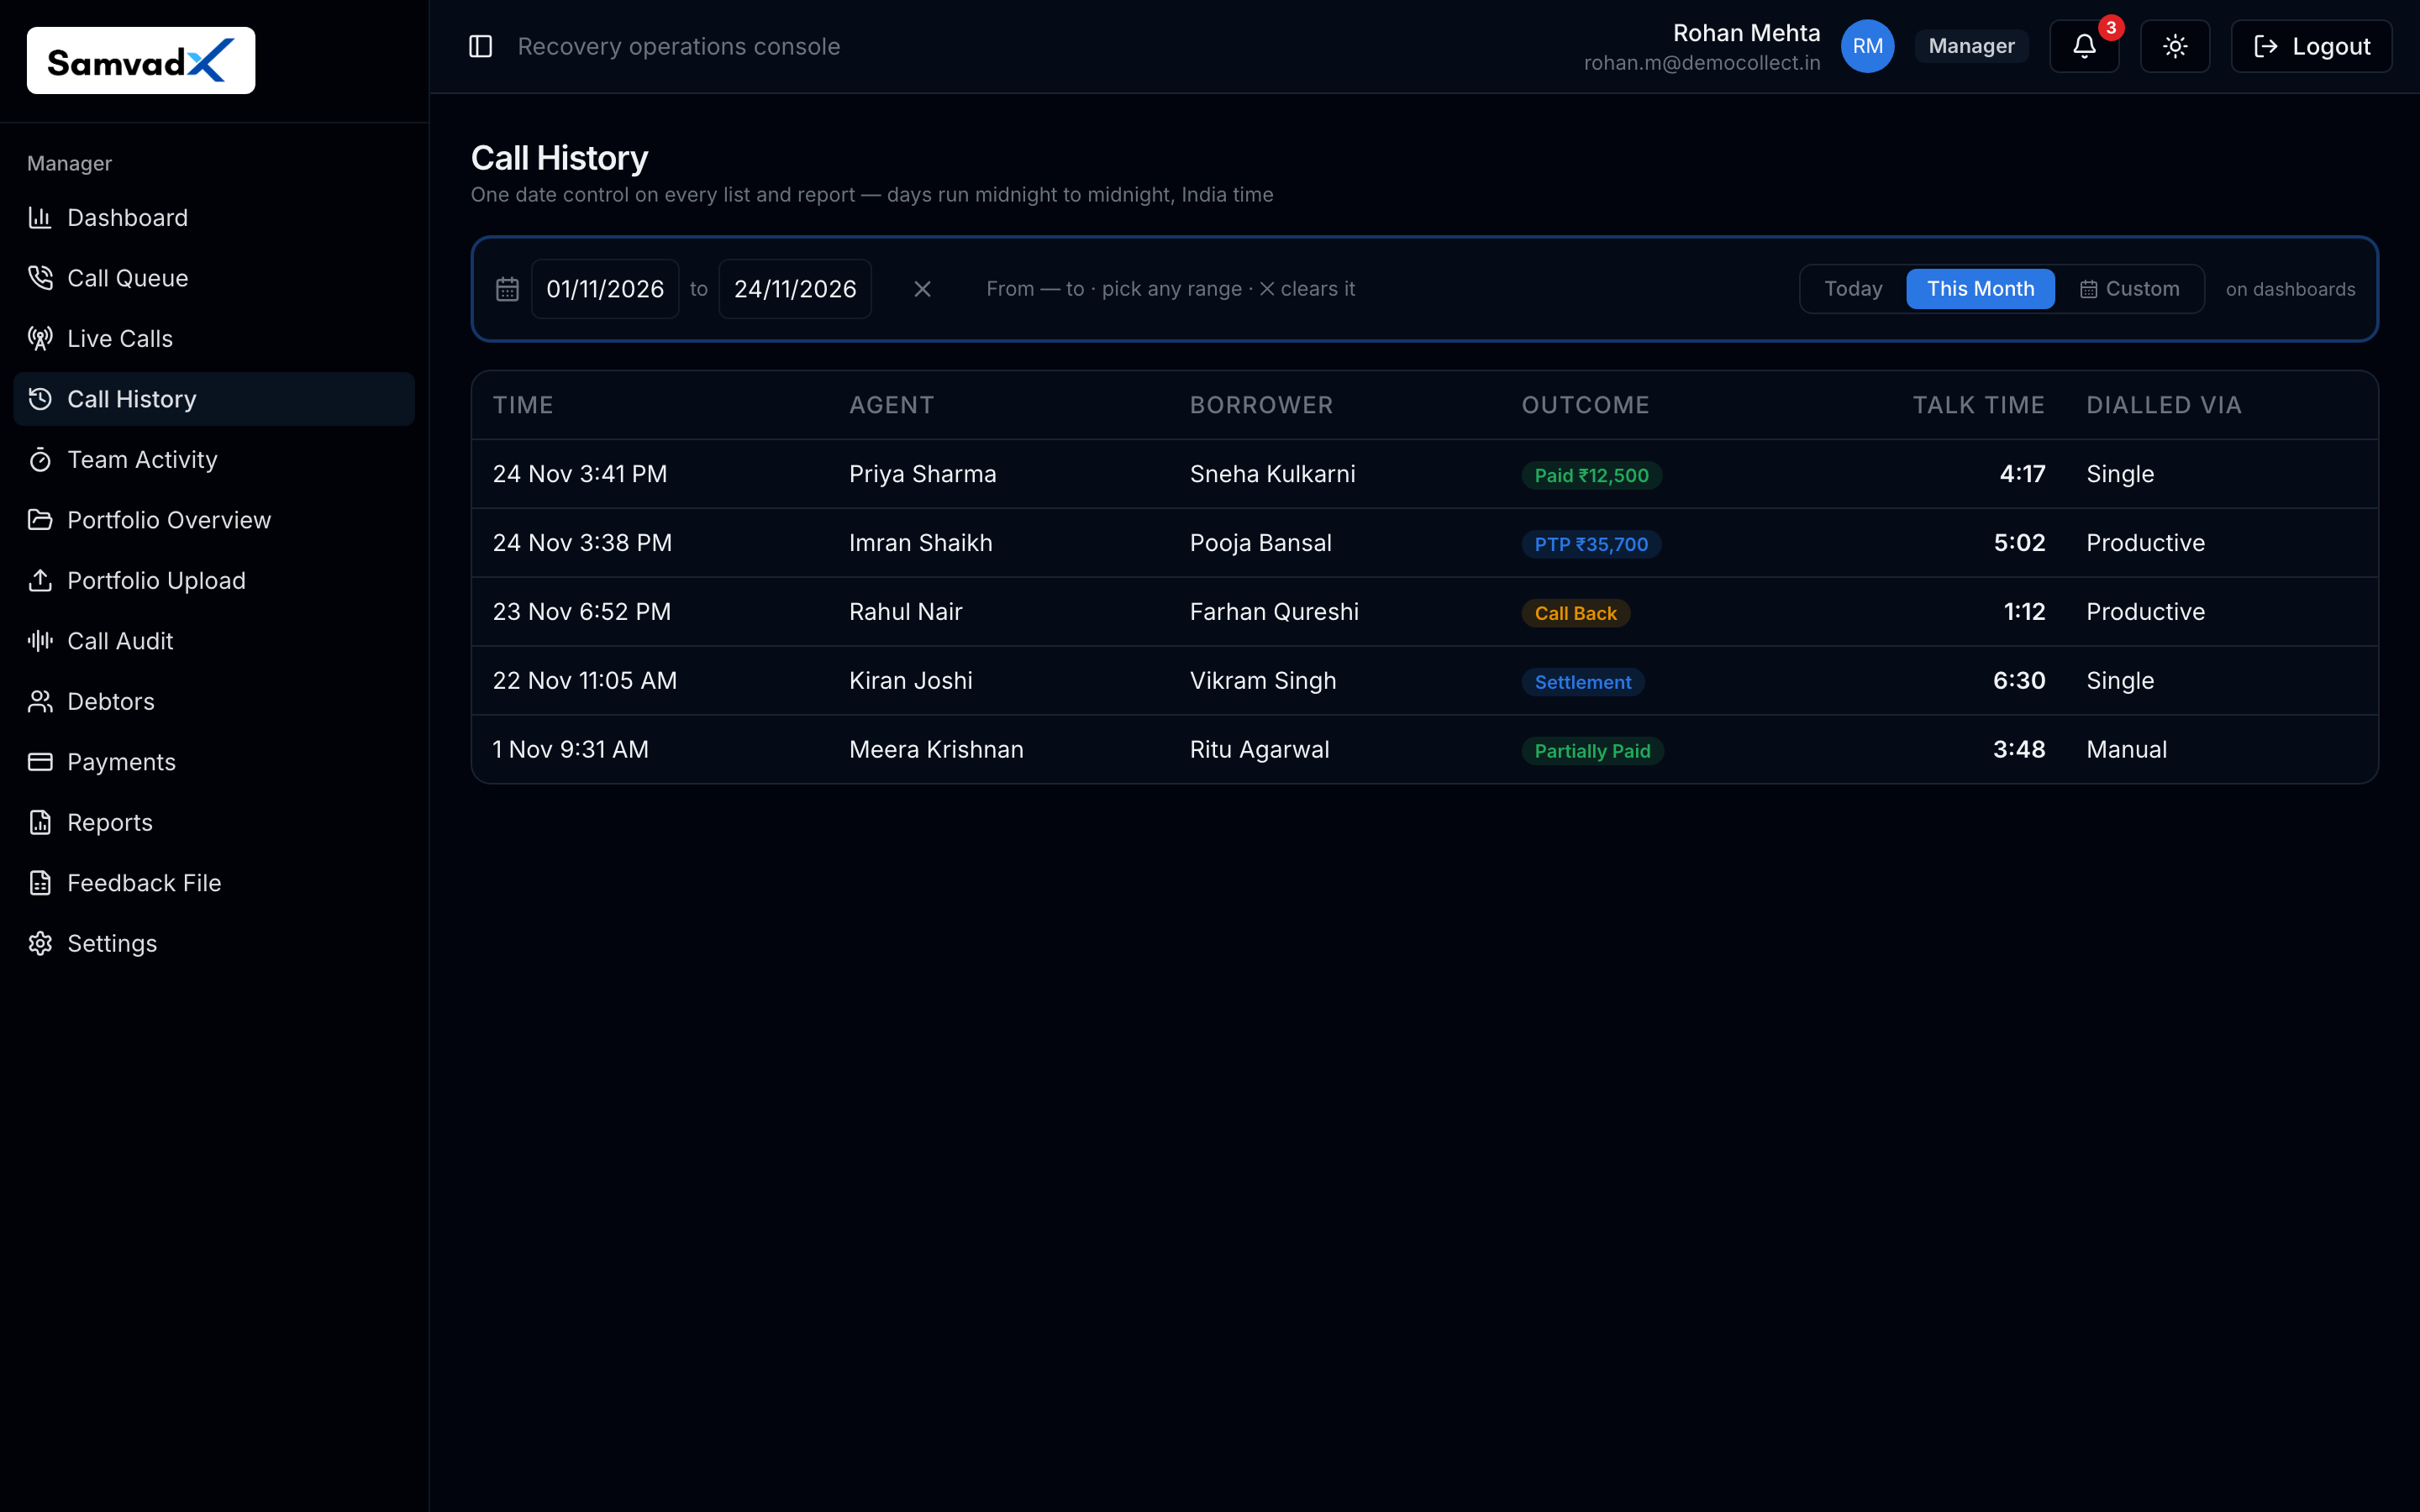 SamvadX
Recovery operations console
Rohan Mehta
rohan.m@democollect.in
RM
Manager
3
Logout
Manager
Dashboard
Call Queue
Live Calls
Call History
Team Activity
Portfolio Overview
Portfolio Upload
Call Audit
Debtors
Payments
Reports
Feedback File
Settings
Call History
One date control on every list and report — days run midnight to midnight, India time
01/11/2026 to 24/11/2026 From — to · pick any range · × clears it Today This Month Custom on dashboards
TIME AGENT BORROWER OUTCOME TALK TIME DIALLED VIA
24 Nov 3:41 PM Priya Sharma Sneha Kulkarni Paid ₹12,500 4:17 Single
24 Nov 3:38 PM Imran Shaikh Pooja Bansal PTP ₹35,700 5:02 Productive
23 Nov 6:52 PM Rahul Nair Farhan Qureshi Call Back 1:12 Productive
22 Nov 11:05 AM Kiran Joshi Vikram Singh Settlement 6:30 Single
1 Nov 9:31 AM Meera Krishnan Ritu Agarwal Partially Paid 3:48 Manual